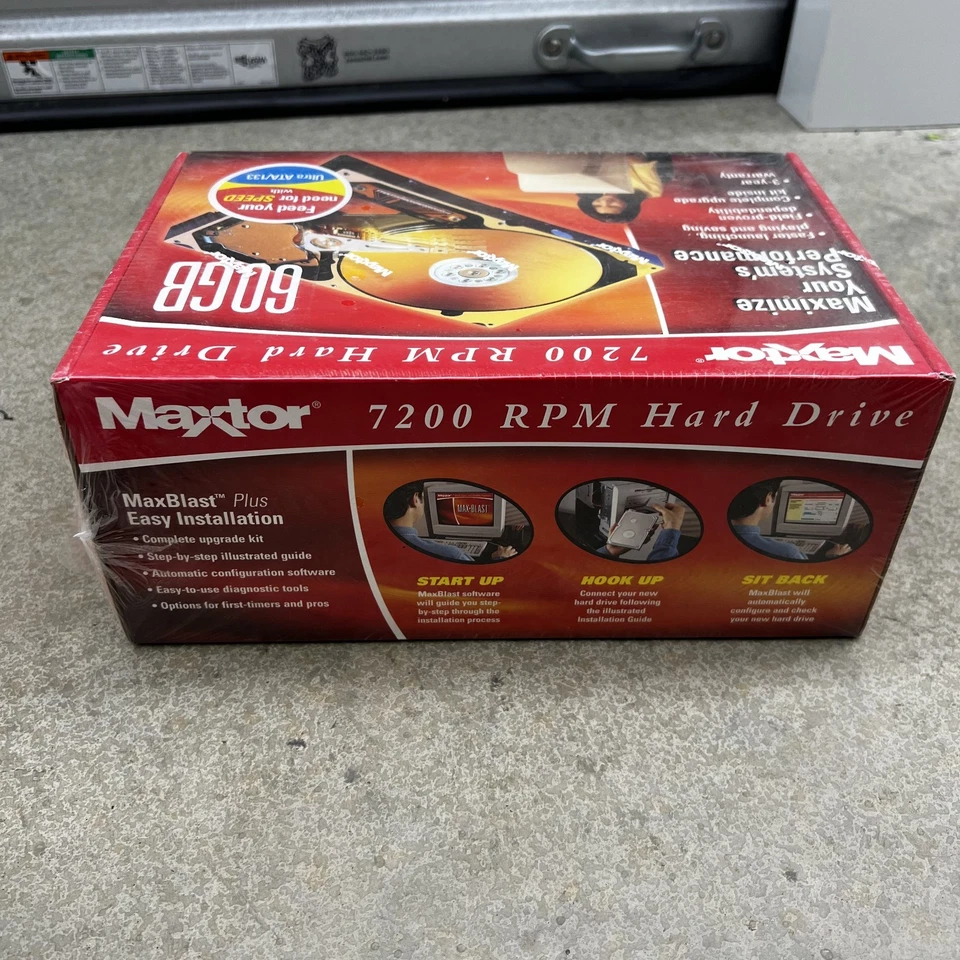 Maxtor® 7200 RPM Hard Drive
MaxBlast™ Plus
Easy Installation
• Complete upgrade kit
• Step-by-step illustrated guide
• Automatic configuration software
• Easy-to-use diagnostic tools
• Options for first-timers and pros
MAXBLAST
START UP
MaxBlast software
will guide you step-
by-step through the
installation process
HOOK UP
Connect your new
hard drive following
the illustrated
Installation Guide
SIT BACK
MaxBlast will
automatically
configure and check
your new hard drive
Maxtor® 7200 RPM Hard Drive
Maximize
Your
System's
Performance
• Faster launching,
playing and saving
• Field-proven
dependability
• Complete upgrade
kit inside
• 3-year
warranty
60GB
Feed your
need for SPEED
with
Ultra ATA/133
Maxtor
Maxtor
Maxtor